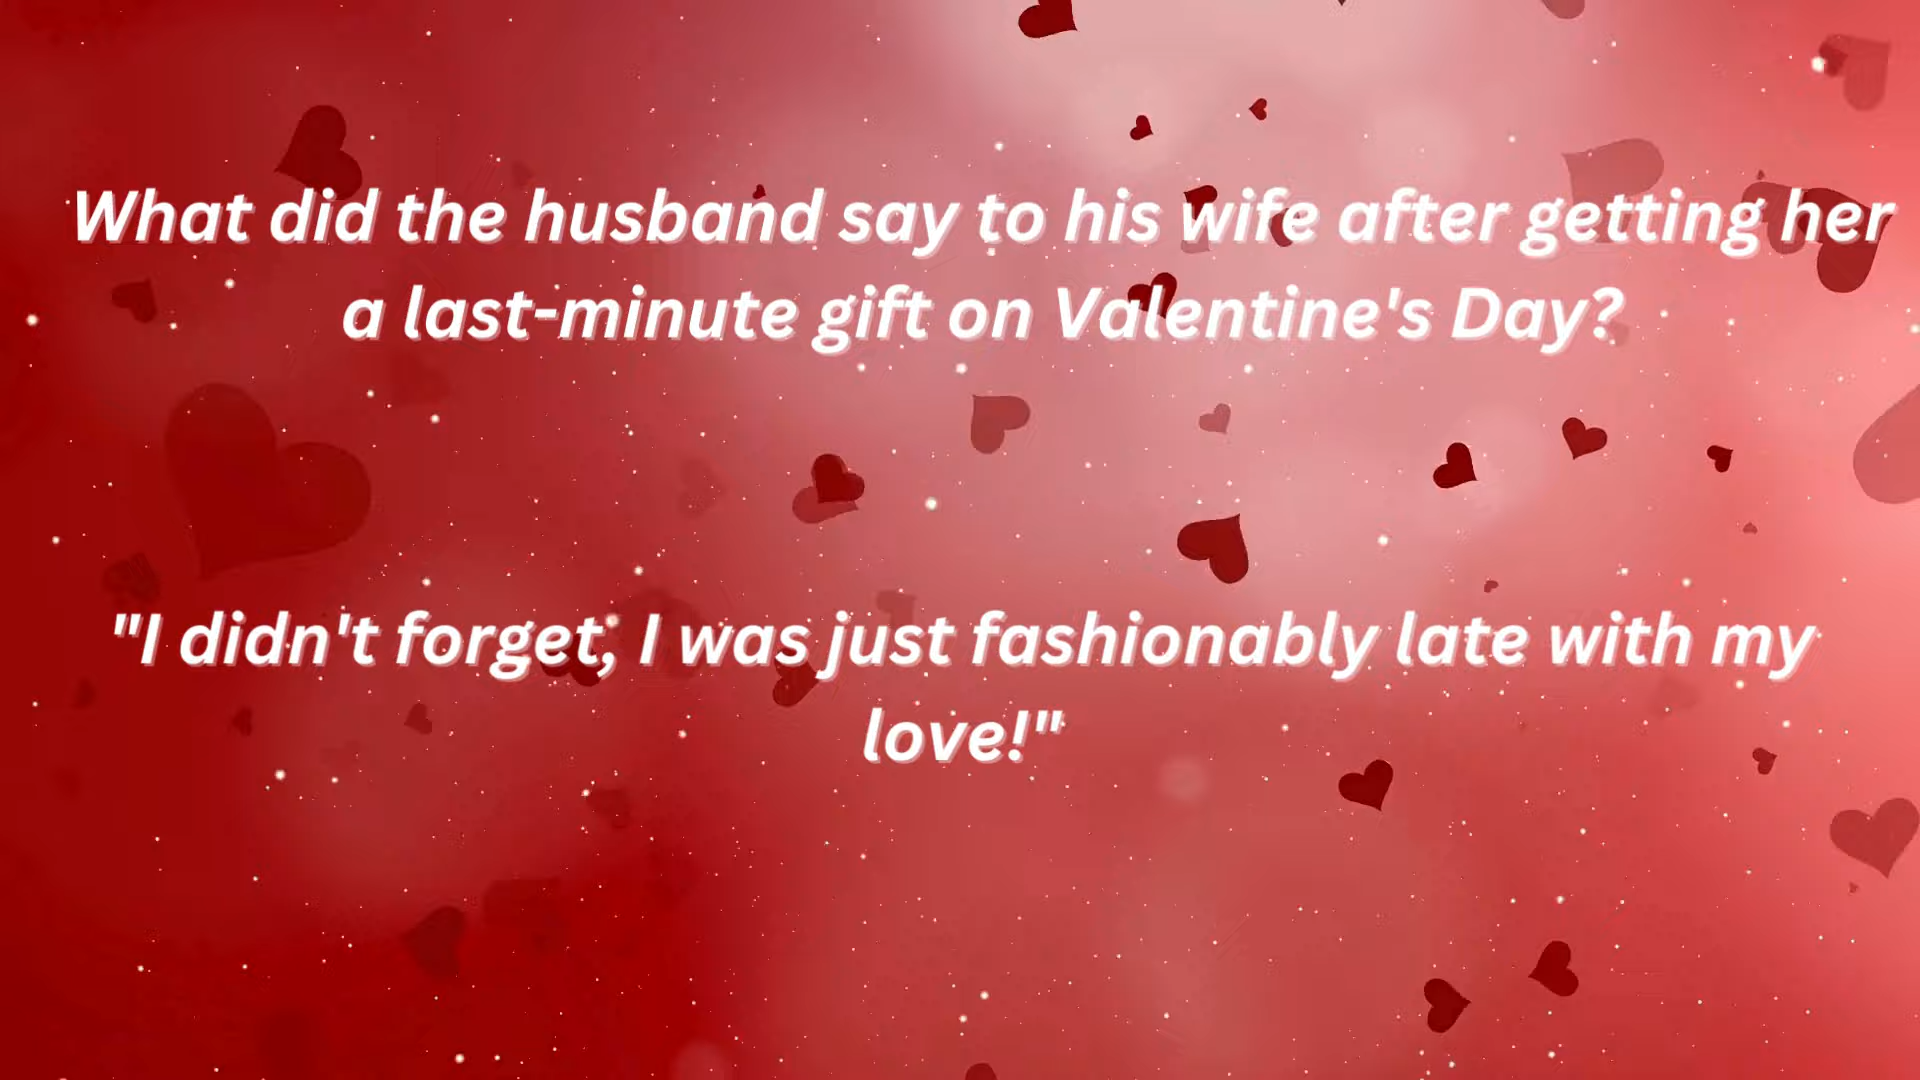 What did the husband say to his wife after getting her
a last-minute gift on Valentine's Day?
"I didn't forget, I was just fashionably late with my
love!"